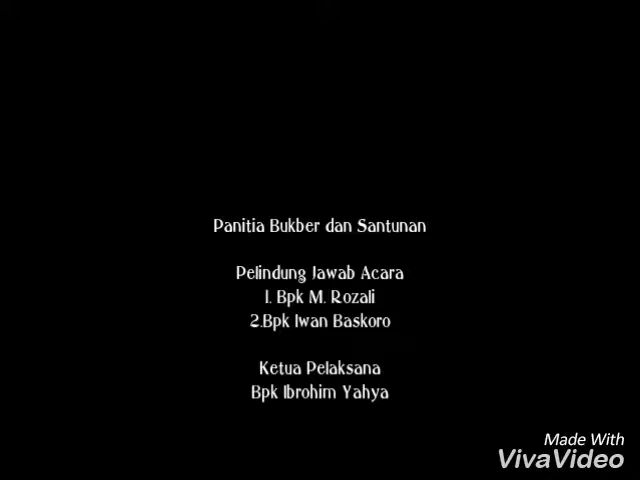 Panitia Bukber dan Santunan
Pelindung Jawab Acara
1. Bpk M. Rozali
2.Bpk Iwan Baskoro
Ketua Pelaksana
Bpk Ibrohim Yahya
Made With
VivaVideo